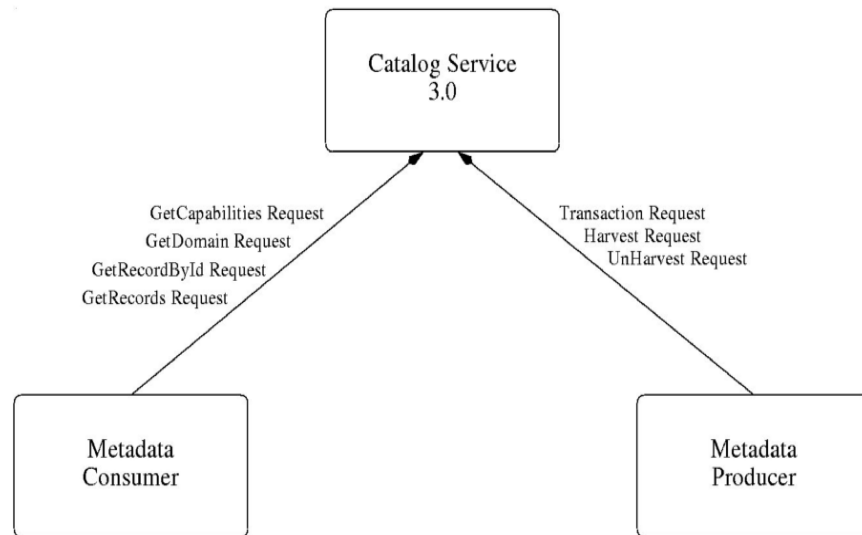 Catalog Service
3.0
GetCapabilities Request
GetDomain Request
GetRecordById Request
GetRecords Request
Transaction Request
Harvest Request
UnHarvest Request
Metadata
Consumer
Metadata
Producer